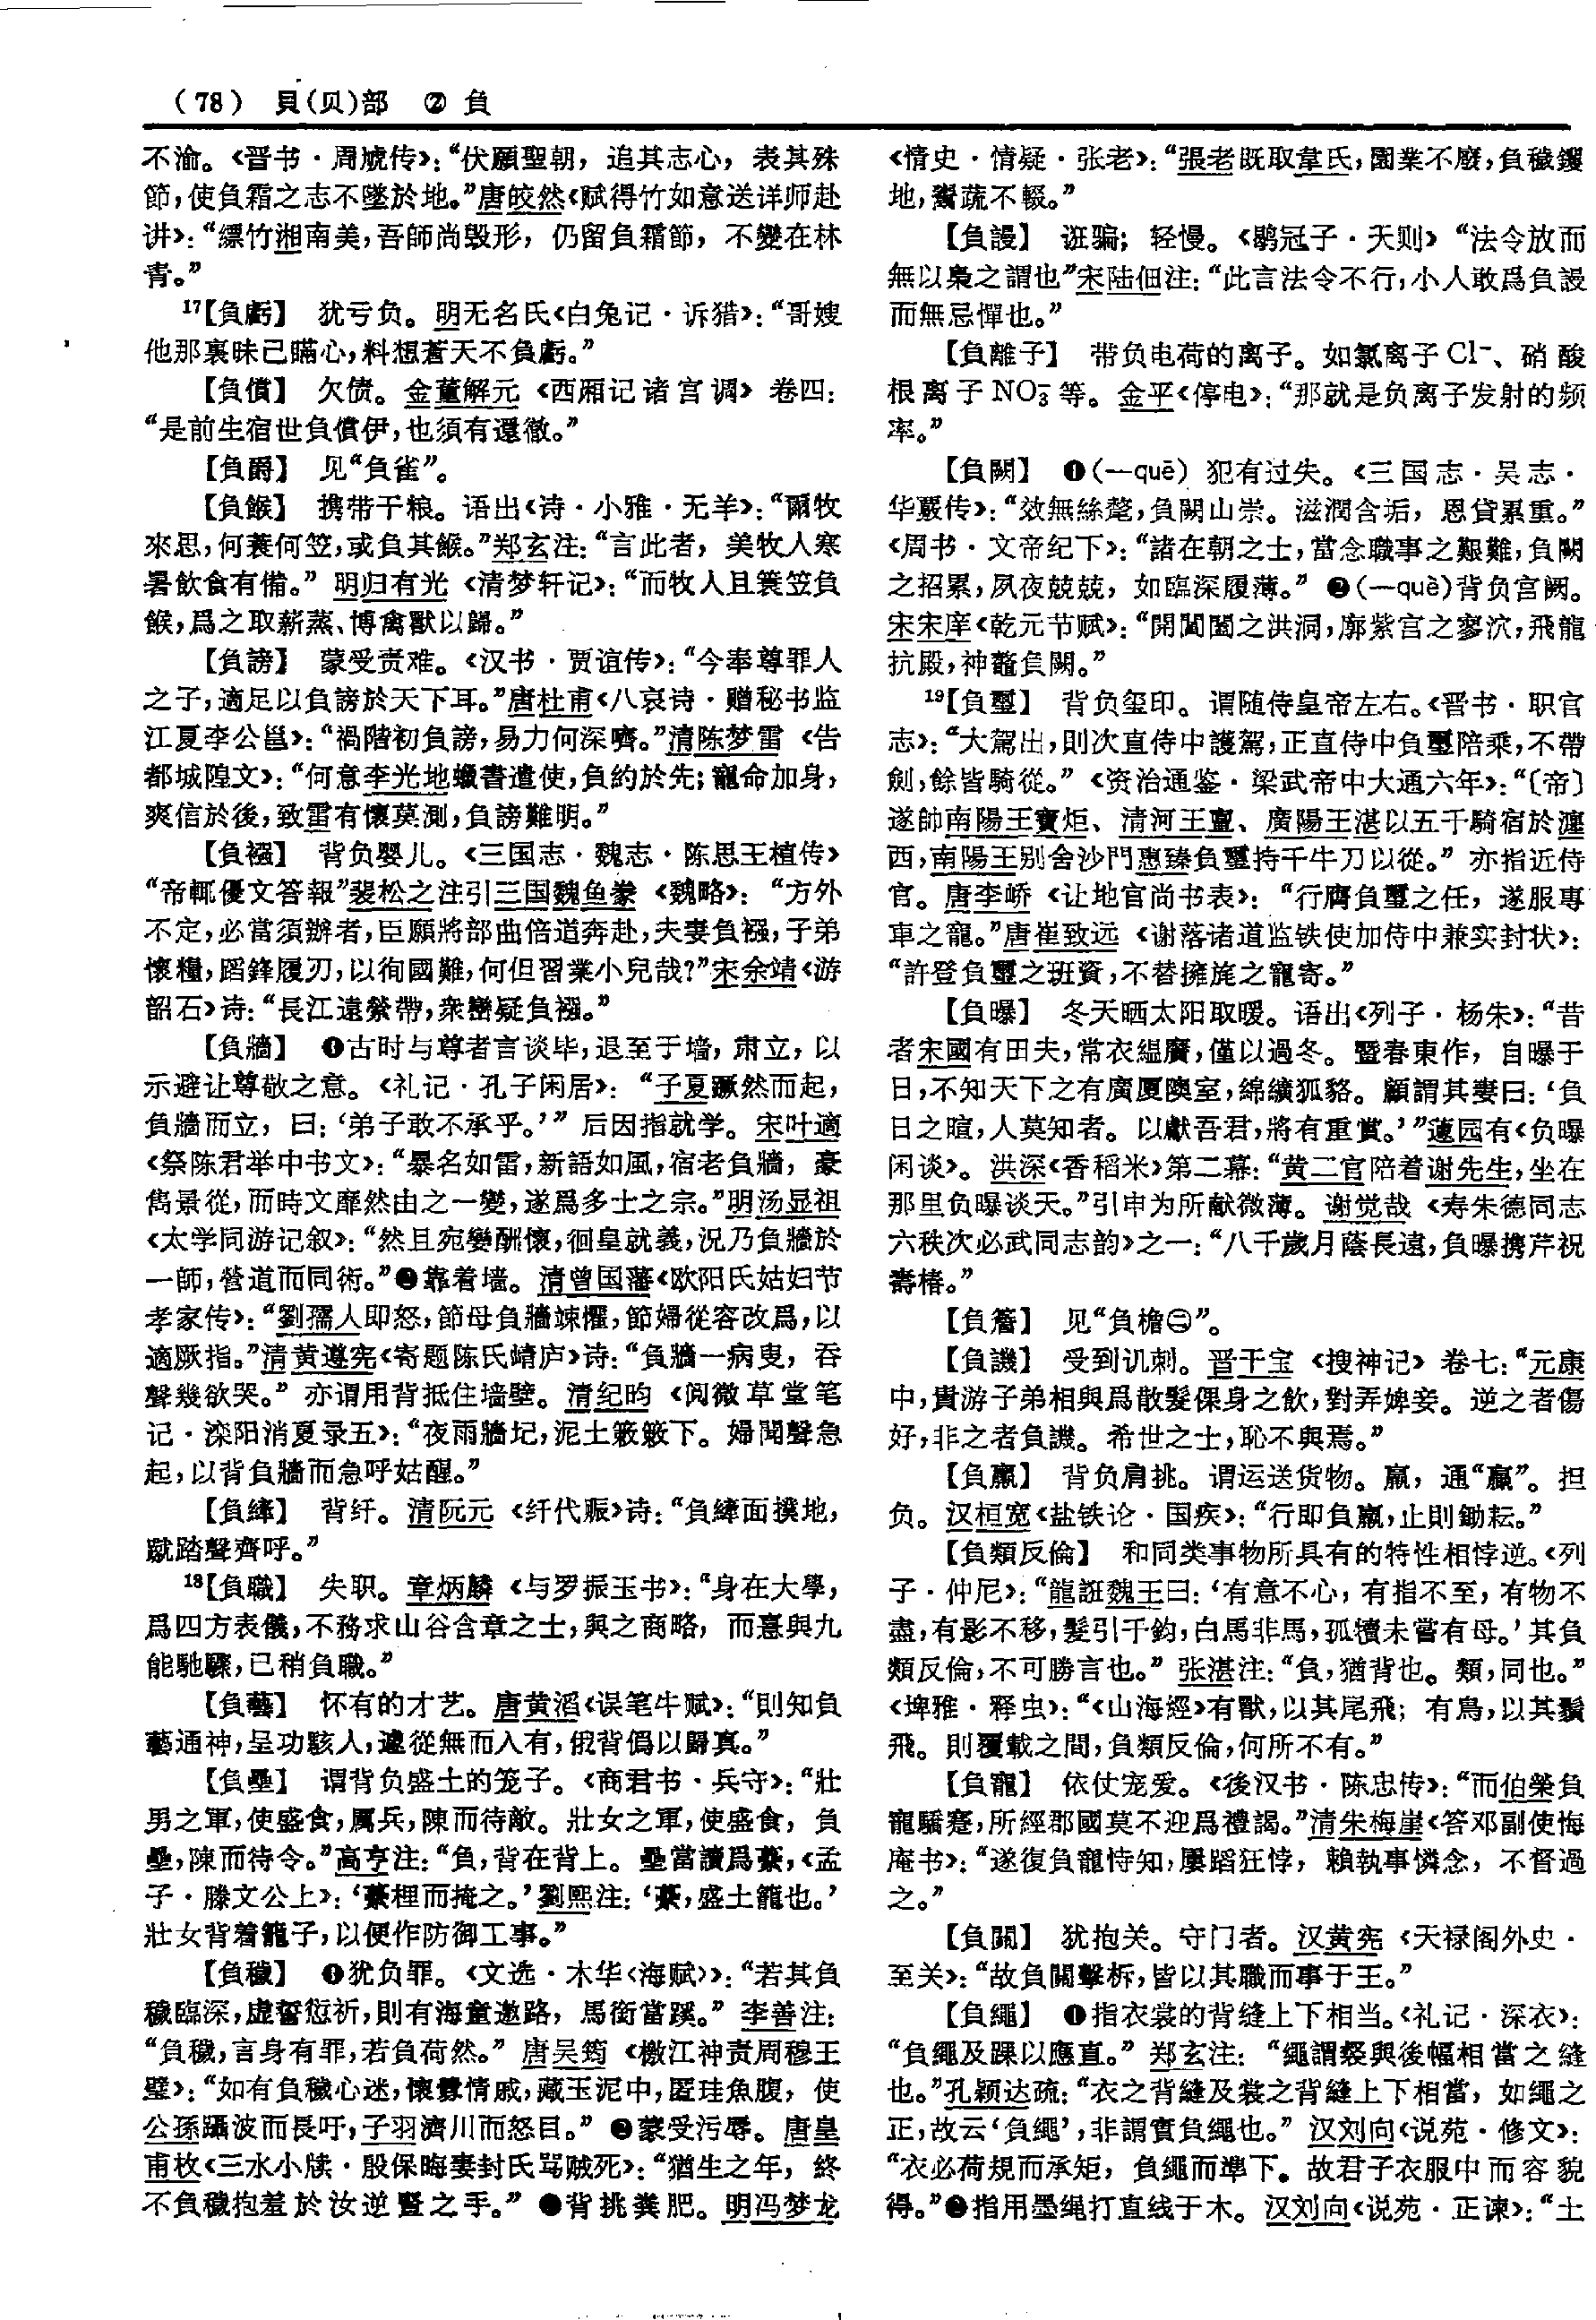 （78） 貝(贝)部 ② 負
不渝。《晋书·周虓传》：“伏願聖朝，追其志心，表其殊
節，使負霜之志不墜於地。”唐皎然《赋得竹如意送详师赴
讲》：“縹竹湘南美，吾師尚毁形，仍留負霜節，不變在林
青。”
17【負虧】 犹亏负。明无名氏《白兔记·诉猎》：“哥嫂
他那裏昧己瞞心，料想蒼天不負虧。”
【負償】 欠债。金董解元《西厢记诸宫调》卷四：
“是前生宿世負償伊，也須有還徹。”
【負爵】 见“負雀”。
【負餱】 携带干粮。语出《诗·小雅·无羊》：“爾牧
來思，何蓑何笠，或負其餱。”郑玄注：“言此者，美牧人寒
暑飲食有備。”明归有光《清梦轩记》：“而牧人且簑笠負
餱，爲之取薪蒸、博禽獸以歸。”
【負謗】 蒙受责难。《汉书·贾谊传》：“今奉尊罪人
之子，適足以負謗於天下耳。”唐杜甫《八哀诗·赠秘书监
江夏李公邕》：“禍階初負謗，易力何深嚌。”清陈梦雷《告
都城隍文》：“何意李光地蠟書遣使，負約於先；寵命加身，
爽信於後，致雷有懷莫測，負謗難明。”
【負襁】 背负婴儿。《三国志·魏志·陈思王植传》
“帝輒優文答報”裴松之注引三国魏鱼豢《魏略》：“方外
不定，必當須辦者，臣願將部曲倍道奔赴，夫妻負襁，子弟
懷糧，蹈鋒履刃，以徇國難，何但習業小兒哉？”宋余靖《游
韶石》诗：“長江遠縈帶，衆巒疑負襁。”
【負牆】 ❶古时与尊者言谈毕，退至于墙，肃立，以
示避让尊敬之意。《礼记·孔子闲居》：“子夏蹶然而起，
負牆而立，曰：‘弟子敢不承乎。’”后因指就学。宋叶適
《祭陈君举中书文》：“暴名如雷，新語如風，宿老負牆，豪
雋景從，而時文靡然由之一變，遂爲多士之宗。”明汤显祖
《太学同游记叙》：“然且宛孌酬懷，徊皇就義，況乃負牆於
一師，營道而同術。”❷靠着墙。清曾国藩《欧阳氏姑妇节
孝家传》：“劉孺人即怒，節母負牆竦懼，節婦從容改爲，以
適厥指。”清黄遵宪《寄题陈氏崝庐》诗：“負牆一病叟，吞
聲幾欲哭。”亦谓用背抵住墙壁。清纪昀《阅微草堂笔
记·滦阳消夏录五》：“夜雨牆圮，泥土簌簌下。婦聞聲急
起，以背負牆而急呼姑醒。”
【負縴】 背纤。清阮元《纤代赈》诗：“負縴面撲地，
蹴踏聲齊呼。”
18【負職】 失职。章炳麟《与罗振玉书》：“身在大學，
爲四方表儀，不務求山谷含章之士，與之商略，而憙與九
能馳驟，已稍負職。”
【負藝】 怀有的才艺。唐黄滔《误笔牛赋》：“則知負
藝通神，呈功駭人，遽從無而入有，俄背僞以歸真。”
【負壘】 谓背负盛土的笼子。《商君书·兵守》：“壯
男之軍，使盛食，厲兵，陳而待敵。壯女之軍，使盛食，負
壘，陳而待令。”高亨注：“負，背在背上。壘當讀爲虆，《孟
子·滕文公上》：‘虆梩而掩之。’劉熙注：‘虆，盛土籠也。’
壯女背着籠子，以便作防御工事。”
【負穢】 ❶犹负罪。《文选·木华〈海赋〉》：“若其負
穢臨深，虚誓愆祈，則有海童邀路，馬銜當蹊。”李善注：
“負穢，言身有罪，若負荷然。”唐吴筠《檄江神责周穆王
璧》：“如有負穢心迷，懷釁情戚，藏玉泥中，匿珪魚腹，使
公孫躡波而長吁，子羽濟川而怒目。”❷蒙受污辱。唐皇
甫枚《三水小牍·殷保晦妻封氏骂贼死》：“猶生之年，終
不負穢抱羞於汝逆豎之手。”❸背挑粪肥。明冯梦龙
《情史·情疑·张老》：“張老既取韋氏，園業不廢，負穢钁
地，鬻蔬不輟。”
【負謾】 诳骗；轻慢。《鹖冠子·天则》“法令放而
無以梟之謂也”宋陆佃注：“此言法令不行，小人敢爲負謾
而無忌憚也。”
【負離子】 带负电荷的离子。如氯离子Cl⁻、硝酸
根离子NO₃⁻等。金平《停电》：“那就是负离子发射的频
率。”
【負闕】 ❶(—quē) 犯有过失。《三国志·吴志·
华覈传》：“效無絲氂，負闕山崇。滋潤含垢，恩貸累重。”
《周书·文帝纪下》：“諸在朝之士，當念職事之艱難，負闕
之招累，夙夜兢兢，如臨深履薄。”❷(—què)背负宫阙。
宋宋庠《乾元节赋》：“開閶闔之洪洞，廓紫宫之寥泬，飛龍
抗殿，神鼇負闕。”
19【負璽】 背负玺印。谓随侍皇帝左右。《晋书·职官
志》：“大駕出，則次直侍中護駕，正直侍中負璽陪乘，不帶
劍，餘皆騎從。”《资治通鉴·梁武帝中大通六年》：“〔帝〕
遂帥南陽王寶炬、清河王亶、廣陽王湛以五千騎宿於瀍
西，南陽王别舍沙門惠臻負璽持千牛刀以從。”亦指近侍
官。唐李峤《让地官尚书表》：“行膺負璽之任，遂服專
車之寵。”唐崔致远《谢落诸道监铁使加侍中兼实封状》：
“許登負璽之班資，不替擁旄之寵寄。”
【負曝】 冬天晒太阳取暖。语出《列子·杨朱》：“昔
者宋國有田夫，常衣緼黂，僅以過冬。暨春東作，自曝于
日，不知天下之有廣厦隩室，綿纊狐貉。顧謂其妻曰：‘負
日之暄，人莫知者。以獻吾君，將有重賞。’”蘧园有《负曝
闲谈》。洪深《香稻米》第二幕：“黄二官陪着谢先生，坐在
那里负曝谈天。”引申为所献微薄。谢觉哉《寿朱德同志
六秩次必武同志韵》之一：“八千歲月蔭長遠，負曝携芹祝
壽椿。”
【負簷】 见“負檐㊁”。
【負譏】 受到讥刺。晋干宝《搜神记》卷七：“元康
中，貴游子弟相與爲散髮倮身之飲，對弄婢妾。逆之者傷
好，非之者負譏。希世之士，恥不與焉。”
【負臝】 背负肩挑。谓运送货物。臝，通“羸”。担
负。汉桓宽《盐铁论·国疾》：“行即負臝，止則鋤耘。”
【負類反倫】 和同类事物所具有的特性相悖逆。《列
子·仲尼》：“龍誑魏王曰：‘有意不心，有指不至，有物不
盡，有影不移，髮引千鈞，白馬非馬，孤犢未嘗有母。’其負
類反倫，不可勝言也。”张湛注：“負，猶背也。類，同也。”
《埤雅·释虫》：“《山海經》有獸，以其尾飛；有鳥，以其鬚
飛。則覆載之間，負類反倫，何所不有。”
【負寵】 依仗宠爱。《後汉书·陈忠传》：“而伯榮負
寵驕蹇，所經郡國莫不迎爲禮謁。”清朱梅崖《答邓副使悔
庵书》：“遂復負寵恃知，屢蹈狂悖，賴執事憐念，不督過
之。”
【負關】 犹抱关。守门者。汉黄宪《天禄阁外史·
至关》：“故負關擊柝，皆以其職而事于王。”
【負繩】 ❶指衣裳的背缝上下相当。《礼记·深衣》：
“負繩及踝以應直。”郑玄注：“繩謂裻與後幅相當之縫
也。”孔颖达疏：“衣之背縫及裳之背縫上下相當，如繩之
正，故云‘負繩’，非謂實負繩也。”汉刘向《说苑·修文》：
“衣必荷規而承矩，負繩而準下。故君子衣服中而容貌
得。”❷指用墨绳打直线于木。汉刘向《说苑·正谏》：“土